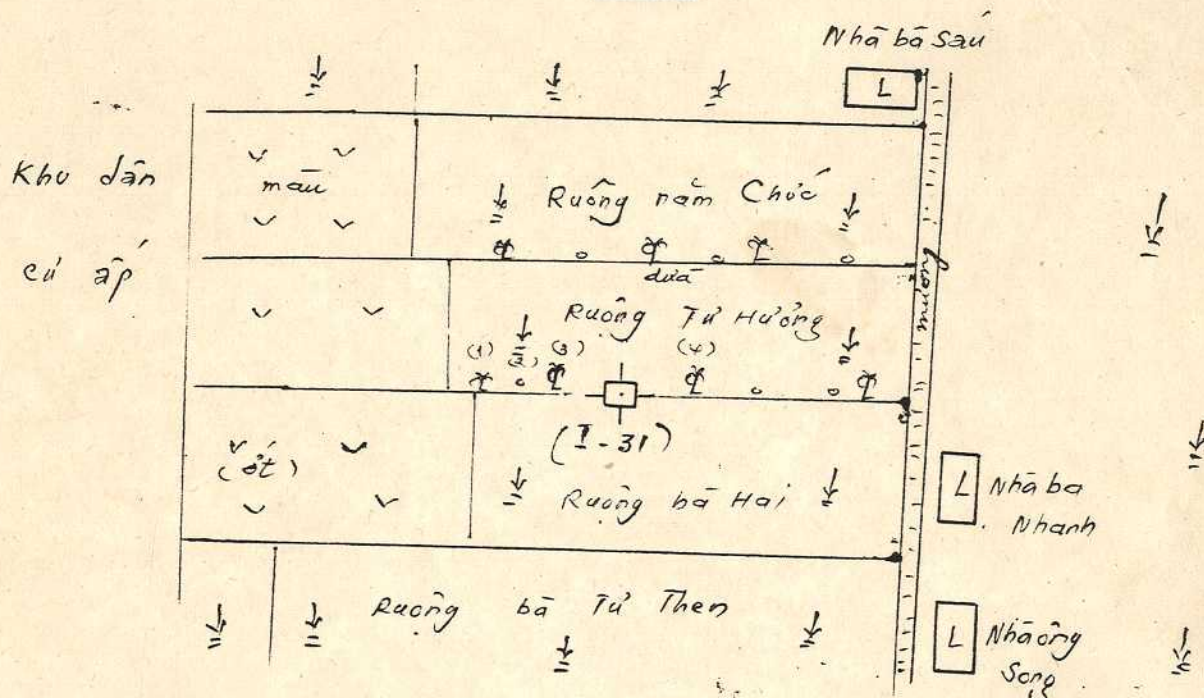 Nhà bà Sáu
L
Khu dân
cư ấp
màu
Ruộng năm Chức
dừa
mương
Ruộng Tư Hưởng
(1)
(2)
(3)
(4)
(I-31)
(ớt)
Ruộng bà Hai
L
Nhà ba
Nhanh
Ruộng bà Tư Then
L
Nhà ông
Song